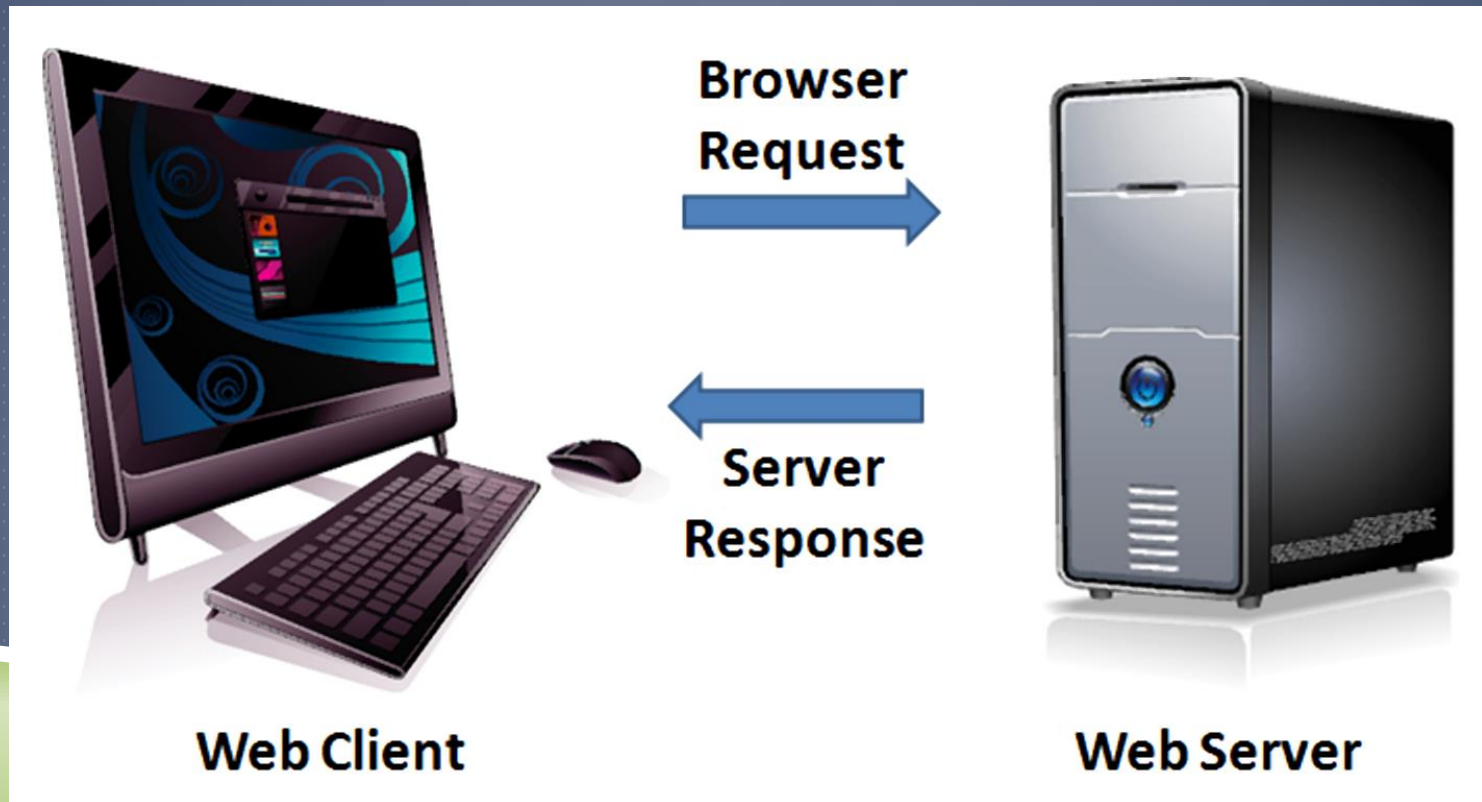 Browser
Request
Server
Response
Web Client
Web Server